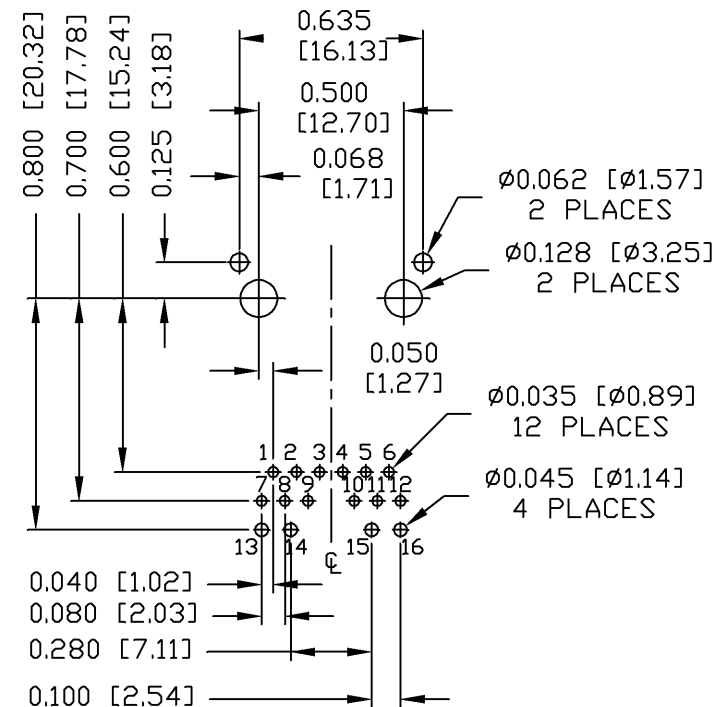 0.800 [20.32]
0.700 [17.78]
0.600 [15.24]
0.125 [3.18]
0.635
[16.13]
0.500
[12.70]
0.068
[1.71]
Ø0.062 [Ø1.57]
2 PLACES
Ø0.128 [Ø3.25]
2 PLACES
0.050
[1.27]
Ø0.035 [Ø0.89]
12 PLACES
1 2 3 4 5 6
7 8 9 10 11 12
Ø0.045 [Ø1.14]
4 PLACES
13 14 15 16
℄
0.040 [1.02]
0.080 [2.03]
0.280 [7.11]
0.100 [2.54]